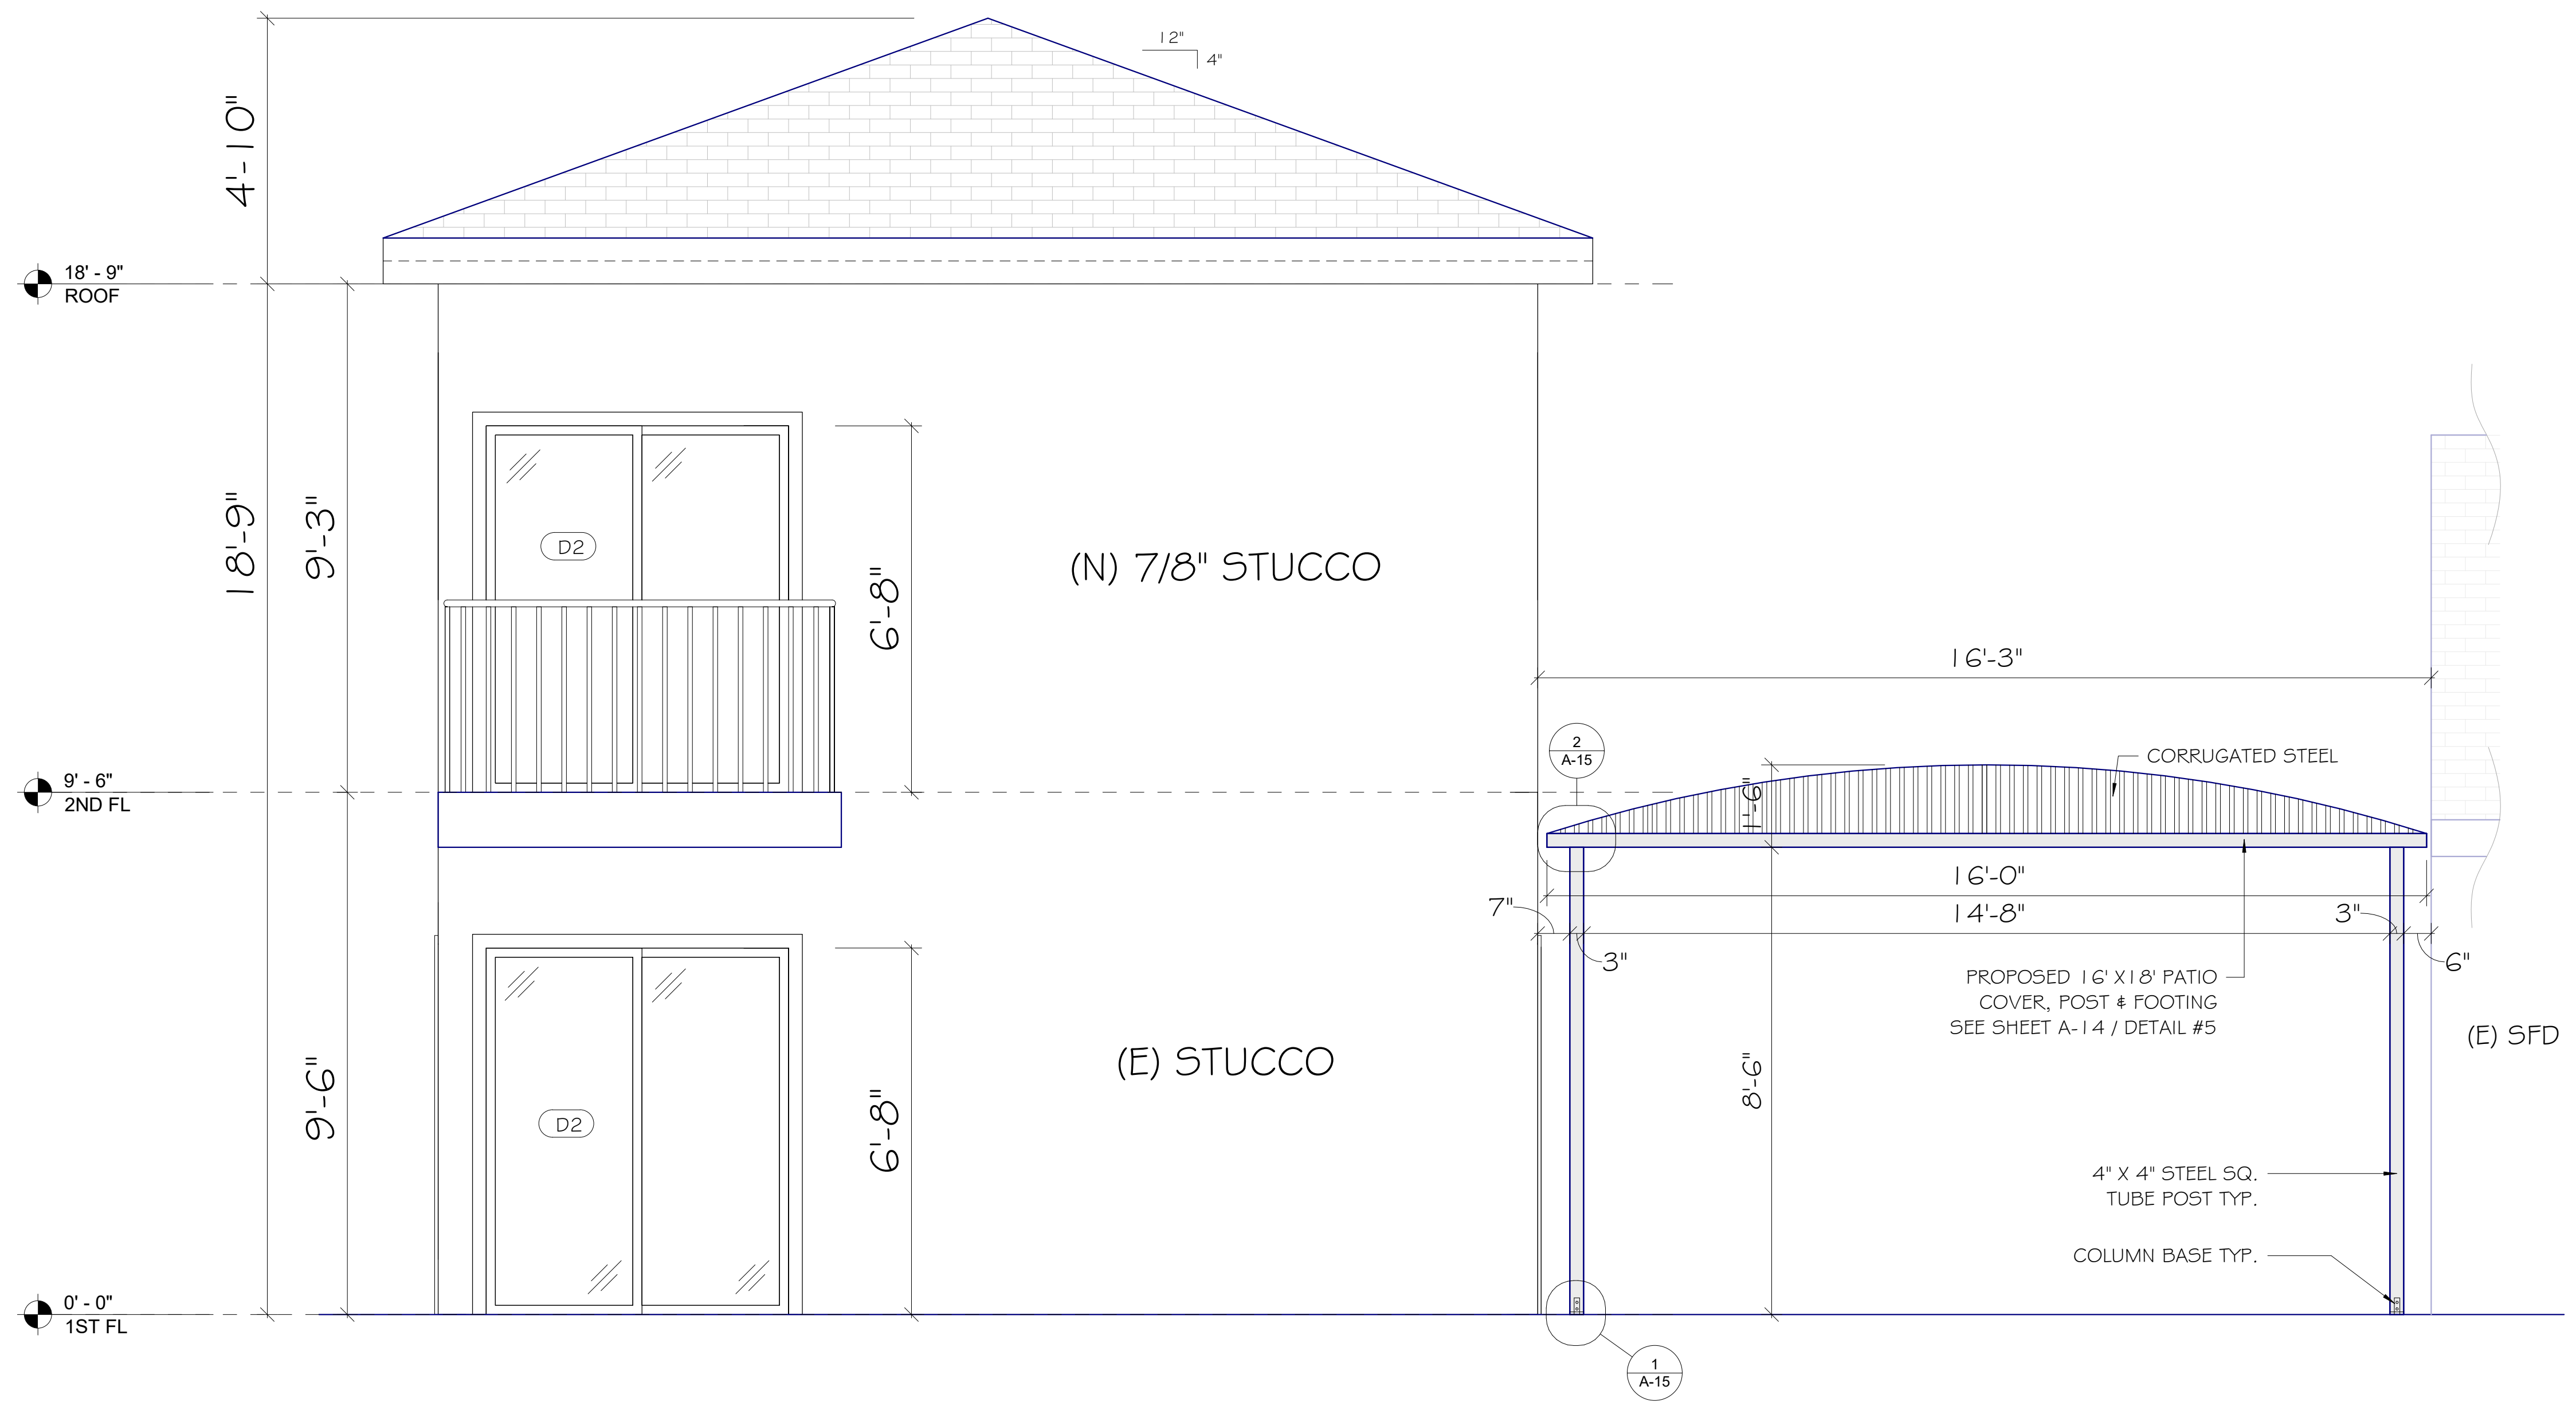 12"
4"
4'-10"
18' - 9"
ROOF
18'-9"
9'-3"
D2
6'-8"
(N) 7/8" STUCCO
16'-3"
2
A-15
CORRUGATED STEEL
1'-6"
9' - 6"
2ND FL
16'-0"
7"
14'-8"
3"
3"
6"
PROPOSED 16' X18' PATIO
COVER, POST & FOOTING
SEE SHEET A-14 / DETAIL #5
(E) SFD
9'-6"
D2
6'-8"
(E) STUCCO
8'-6"
4" X 4" STEEL SQ.
TUBE POST TYP.
COLUMN BASE TYP.
0' - 0"
1ST FL
1
A-15